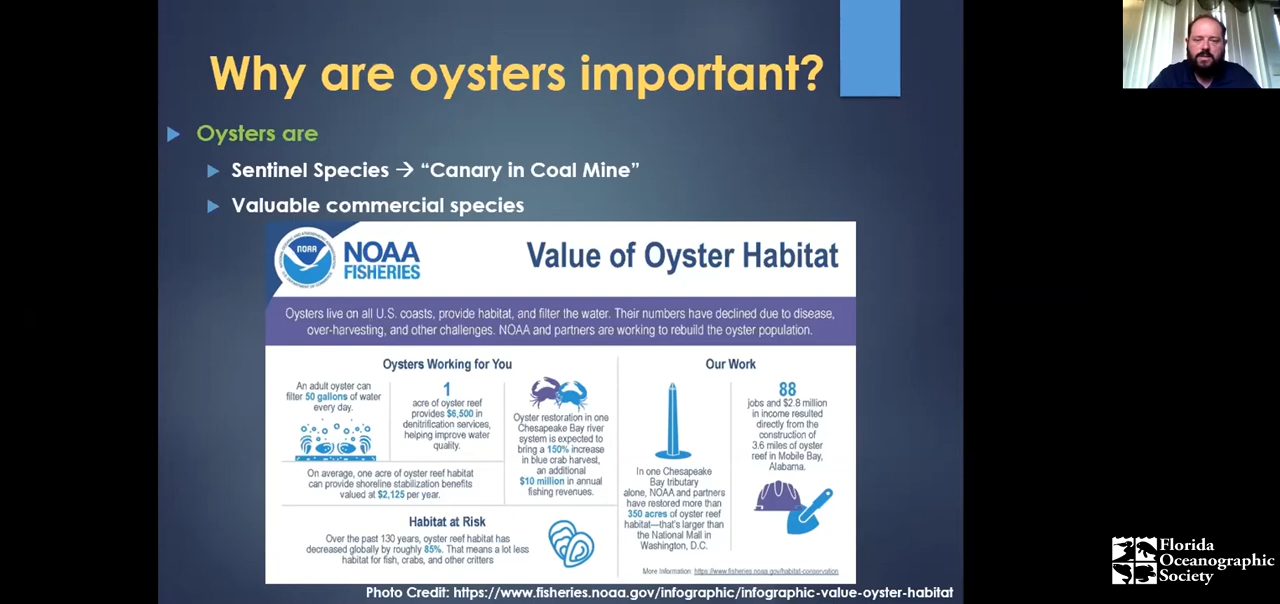 Why are oysters important?
Oysters are
Sentinel Species → “Canary in Coal Mine”
Valuable commercial species
NOAA
NOAA
FISHERIES
Value of Oyster Habitat
Oysters live on all U.S. coasts, provide habitat, and filter the water. Their numbers have declined due to disease,
over-harvesting, and other challenges. NOAA and partners are working to rebuild the oyster population.
Oysters Working for You
An adult oyster can
filter 50 gallons of water
every day.
1
acre of oyster reef
provides $6,500 in
denitrification services,
helping improve water
quality.
Oyster restoration in one
Chesapeake Bay river
system is expected to
bring a 150% increase
in blue crab harvest,
an additional
$10 million in annual
fishing revenues.
On average, one acre of oyster reef habitat
can provide shoreline stabilization benefits
valued at $2,125 per year.
Habitat at Risk
Over the past 130 years, oyster reef habitat has
decreased globally by roughly 85%. That means a lot less
habitat for fish, crabs, and other critters
Our Work
In one Chesapeake
Bay tributary
alone, NOAA and partners
have restored more than
350 acres of oyster reef
habitat—that's larger than
the National Mall in
Washington, D.C.
88
jobs and $2.8 million
in income resulted
directly from the
construction of
3.6 miles of oyster
reef in Mobile Bay,
Alabama.
More Information https://www.fisheries.noaa.gov/habitat-conservation
Photo Credit: https://www.fisheries.noaa.gov/infographic/infographic-value-oyster-habitat
Florida
Oceanographic
Society